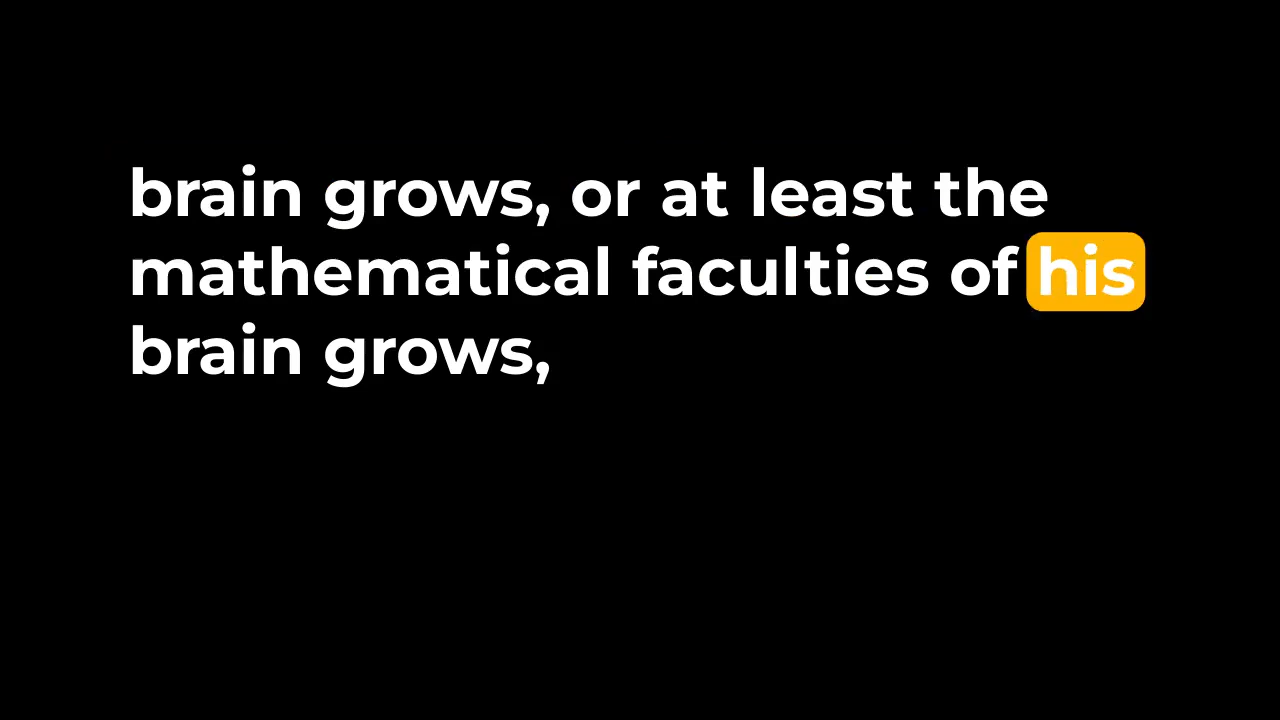 brain grows, or at least the
mathematical faculties of his
brain grows,